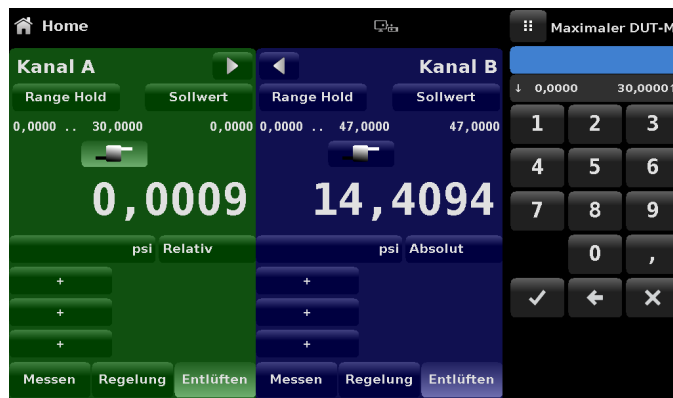 Home
Maximaler DUT-M
Kanal A
Kanal B
Range Hold Sollwert Range Hold Sollwert
↓ 0,0000 30,00001
0,0000 .. 30,0000 0,0000 0,0000 .. 47,0000 47,0000
0,0009 14,4094
psi Relativ psi Absolut
+ +
+ +
+ +
Messen Regelung Entlüften Messen Regelung Entlüften
1 2 3
4 5 6
7 8 9
0 ,